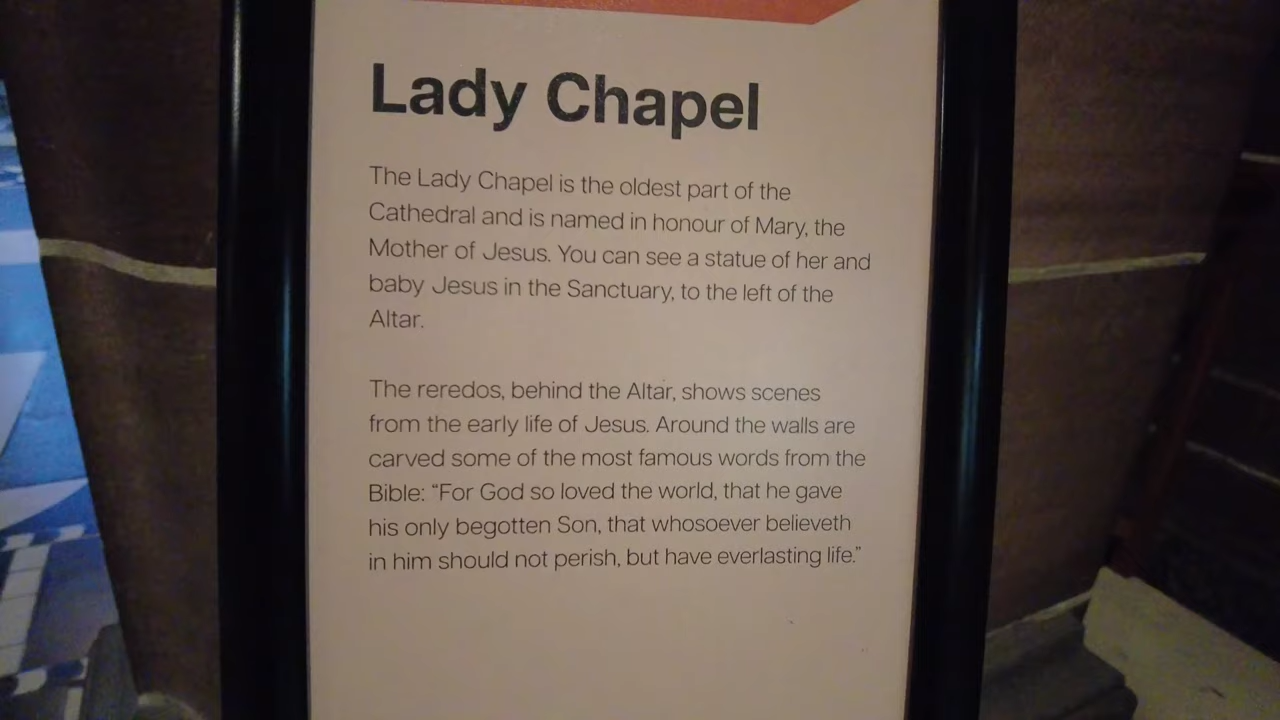 Lady Chapel
The Lady Chapel is the oldest part of the
Cathedral and is named in honour of Mary, the
Mother of Jesus. You can see a statue of her and
baby Jesus in the Sanctuary, to the left of the
Altar.
The reredos, behind the Altar, shows scenes
from the early life of Jesus. Around the walls are
carved some of the most famous words from the
Bible: “For God so loved the world, that he gave
his only begotten Son, that whosoever believeth
in him should not perish, but have everlasting life.”